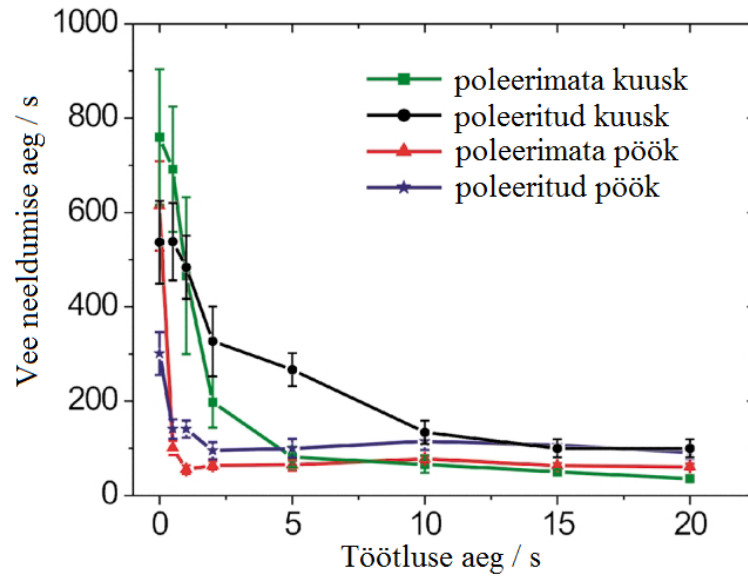 1000
800
600
400
200
0
poleerimata kuusk
poleeritud kuusk
poleerimata pöök
poleeritud pöök
Vee neeldumise aeg / s
0 5 10 15 20
Töötluse aeg / s